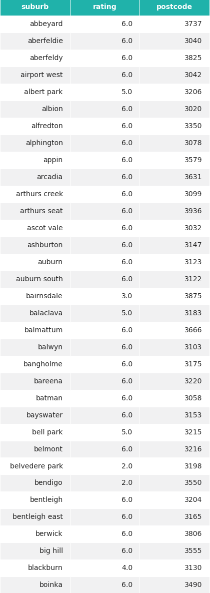 suburb rating postcode
abbeyard 6.0 3737
aberfeldie 6.0 3040
aberfeldy 6.0 3825
airport west 6.0 3042
albert park 5.0 3206
albion 6.0 3020
alfredton 6.0 3350
alphington 6.0 3078
appin 6.0 3579
arcadia 6.0 3631
arthurs creek 6.0 3099
arthurs seat 6.0 3936
ascot vale 6.0 3032
ashburton 6.0 3147
auburn 6.0 3123
auburn south 6.0 3122
bairnsdale 3.0 3875
balaclava 5.0 3183
balmattum 6.0 3666
balwyn 6.0 3103
bangholme 6.0 3175
bareena 6.0 3220
batman 6.0 3058
bayswater 6.0 3153
bell park 5.0 3215
belmont 6.0 3216
belvedere park 2.0 3198
bendigo 2.0 3550
bentleigh 6.0 3204
bentleigh east 6.0 3165
berwick 6.0 3806
big hill 6.0 3555
blackburn 4.0 3130
boinka 6.0 3490